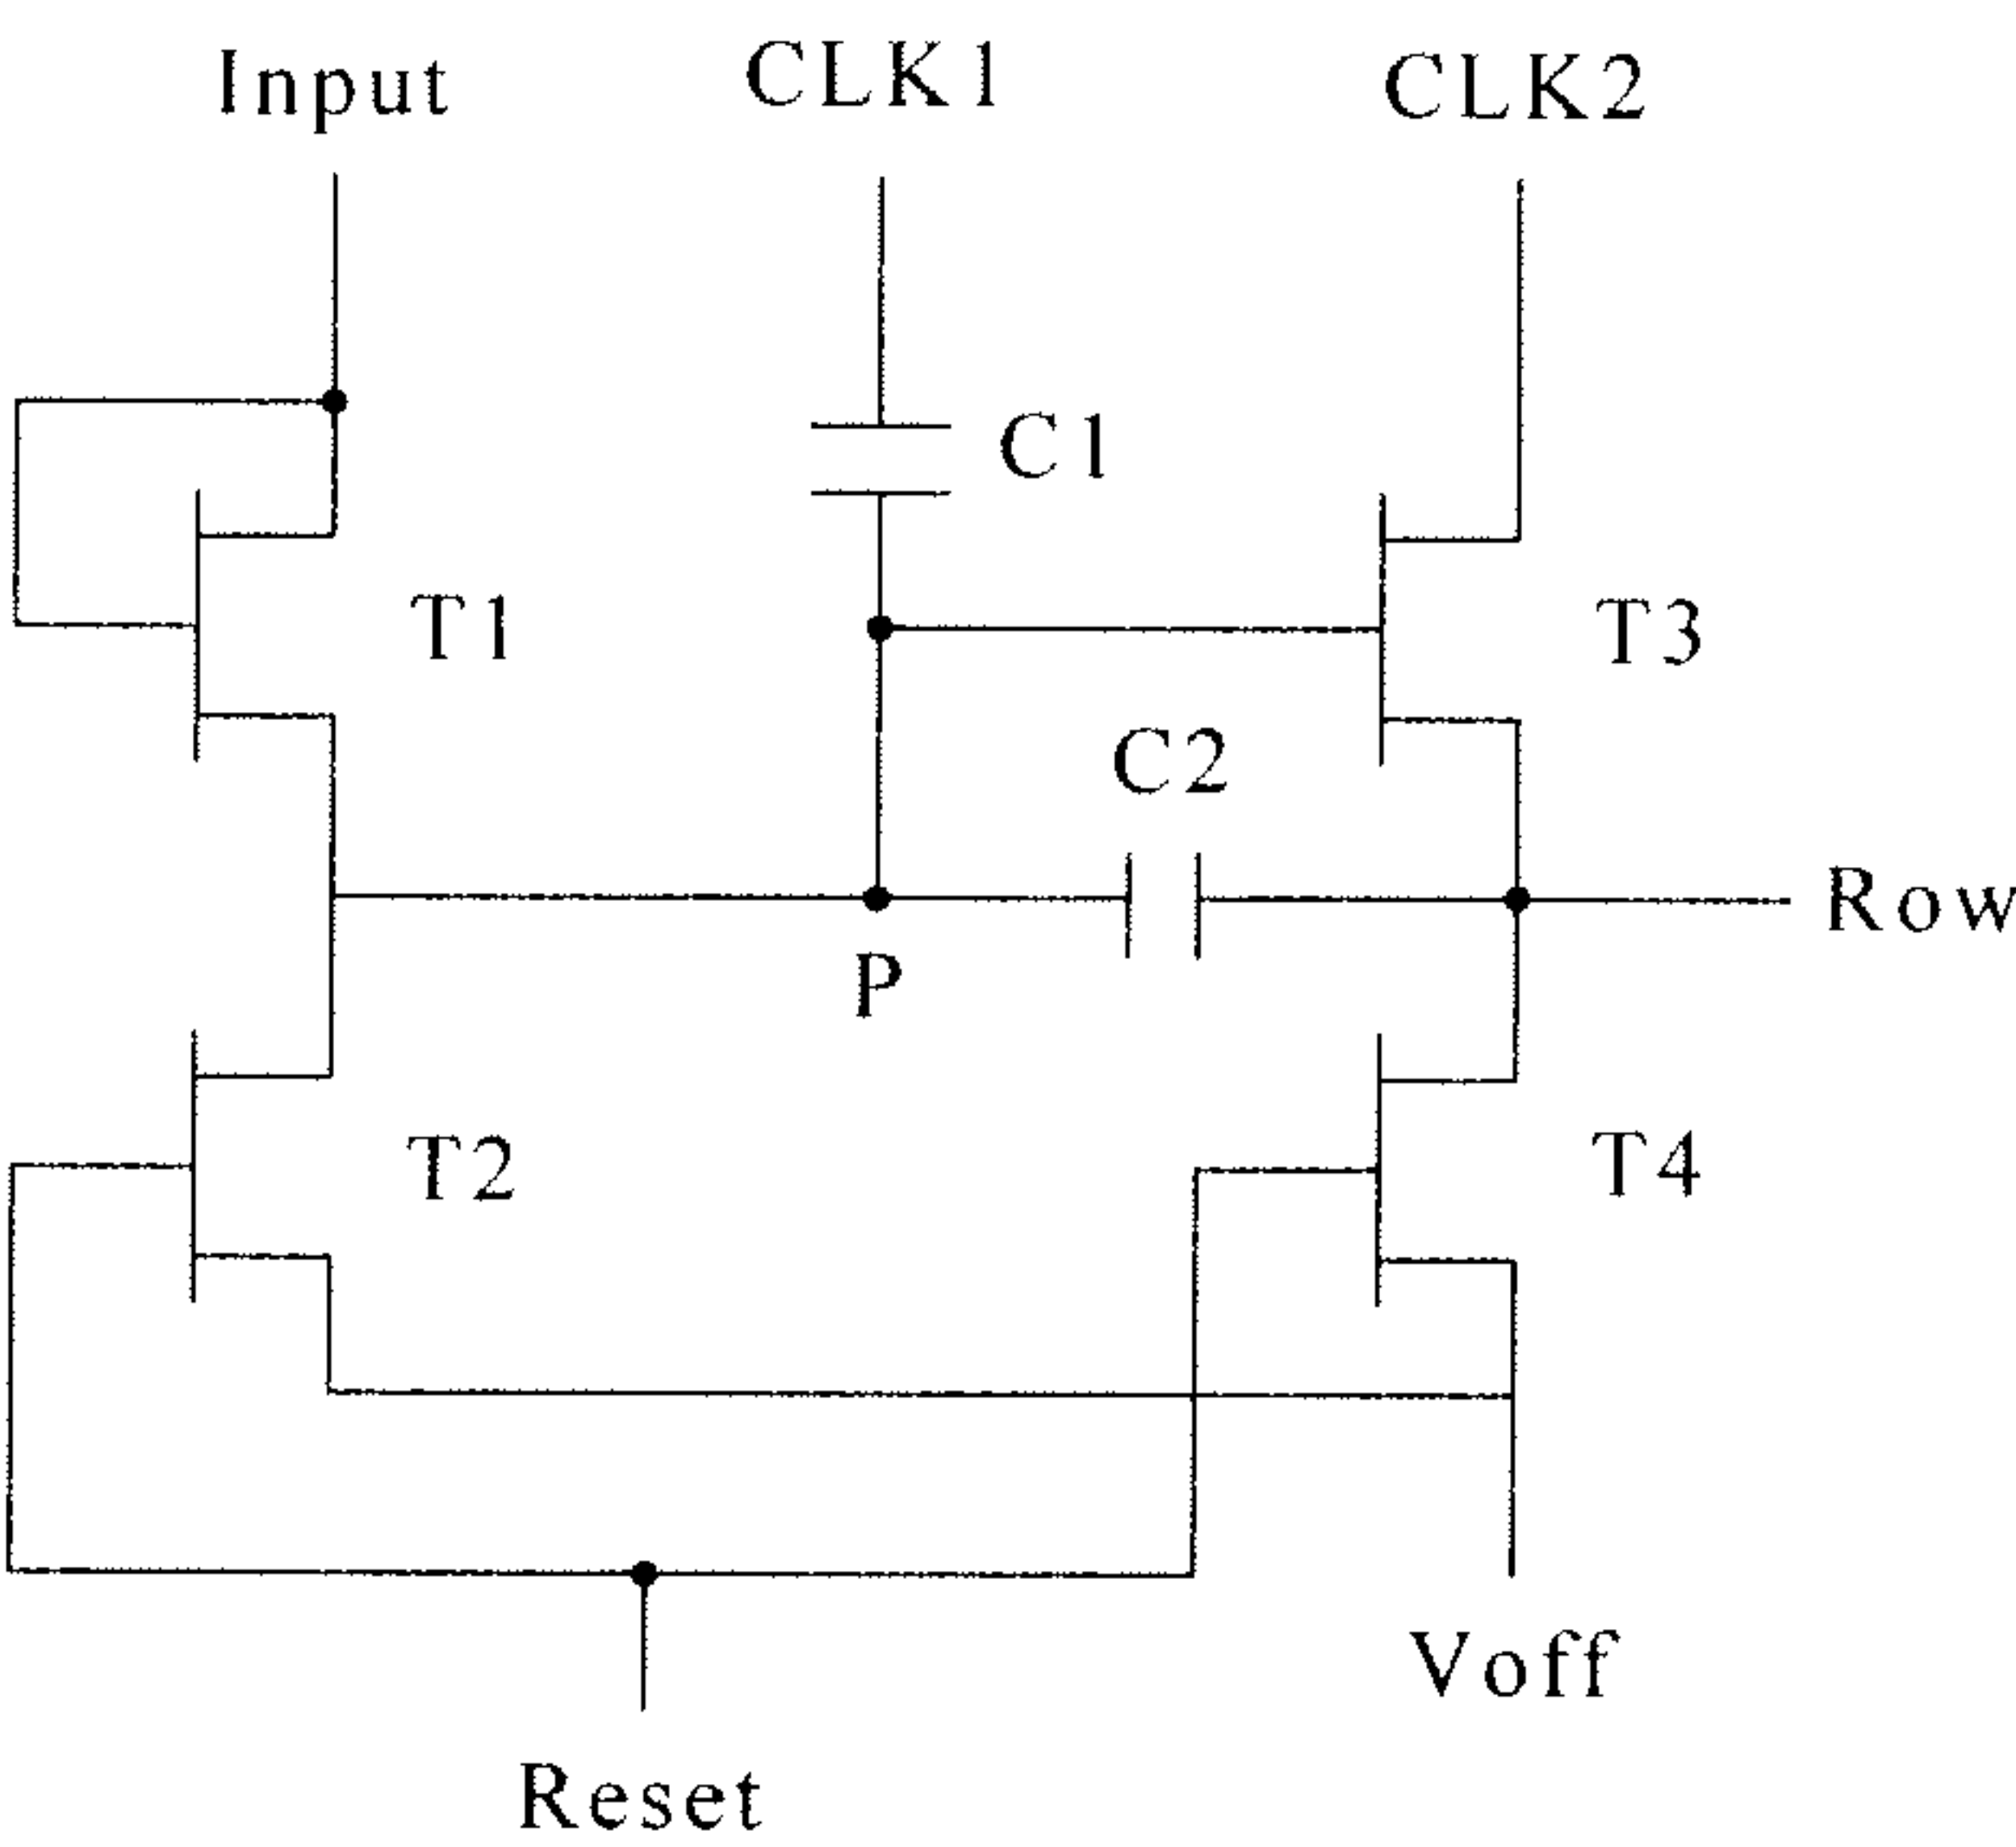 Input CLK1 CLK2
C1
T1 T3
C2
Row
P
T2 T4
Voff
Reset